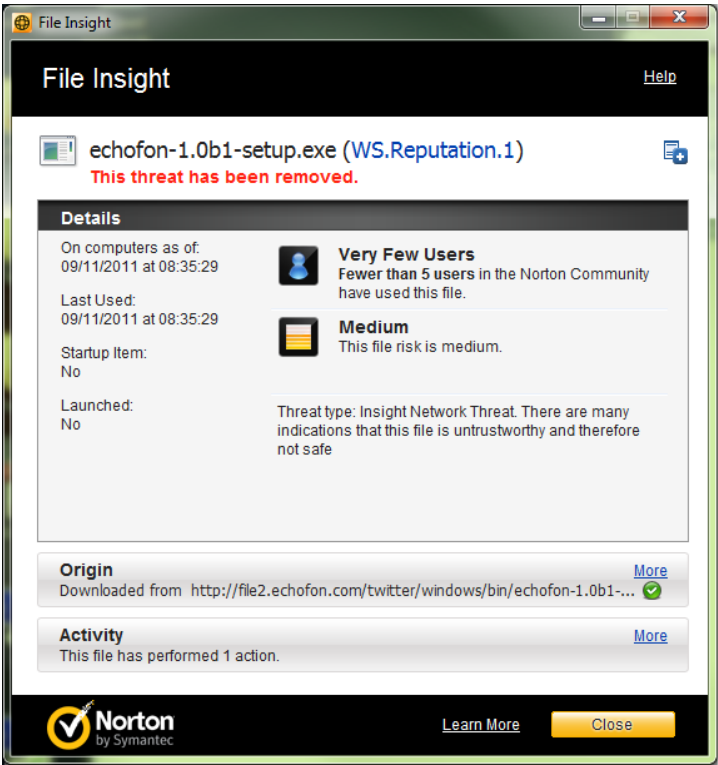 File Insight
File Insight
Help
echofon-1.0b1-setup.exe (WS.Reputation.1)
This threat has been removed.
Details
On computers as of:
09/11/2011 at 08:35:29
Last Used:
09/11/2011 at 08:35:29
Startup Item:
No
Launched:
No
Very Few Users
Fewer than 5 users in the Norton Community
have used this file.
Medium
This file risk is medium.
Threat type: Insight Network Threat. There are many
indications that this file is untrustworthy and therefore
not safe
Origin
More
Downloaded from http://file2.echofon.com/twitter/windows/bin/echofon-1.0b1-...
Activity
More
This file has performed 1 action.
Norton
by Symantec
Learn More
Close